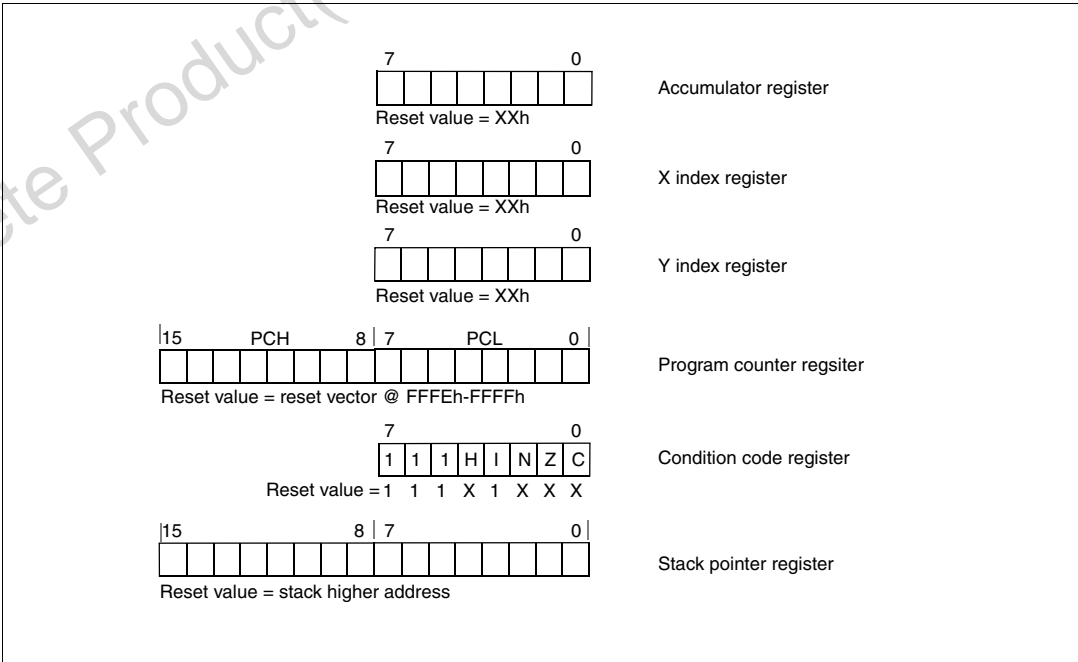 ete Product(
7 0
Accumulator register
Reset value = XXh
7 0
X index register
Reset value = XXh
7 0
Y index register
Reset value = XXh
15 PCH 8 7 PCL 0
Program counter regsiter
Reset value = reset vector @ FFFEh-FFFFh
7 0
1 1 1 H I N Z C
Condition code register
Reset value = 1 1 1 X 1 X X X
15 8 7 0
Stack pointer register
Reset value = stack higher address